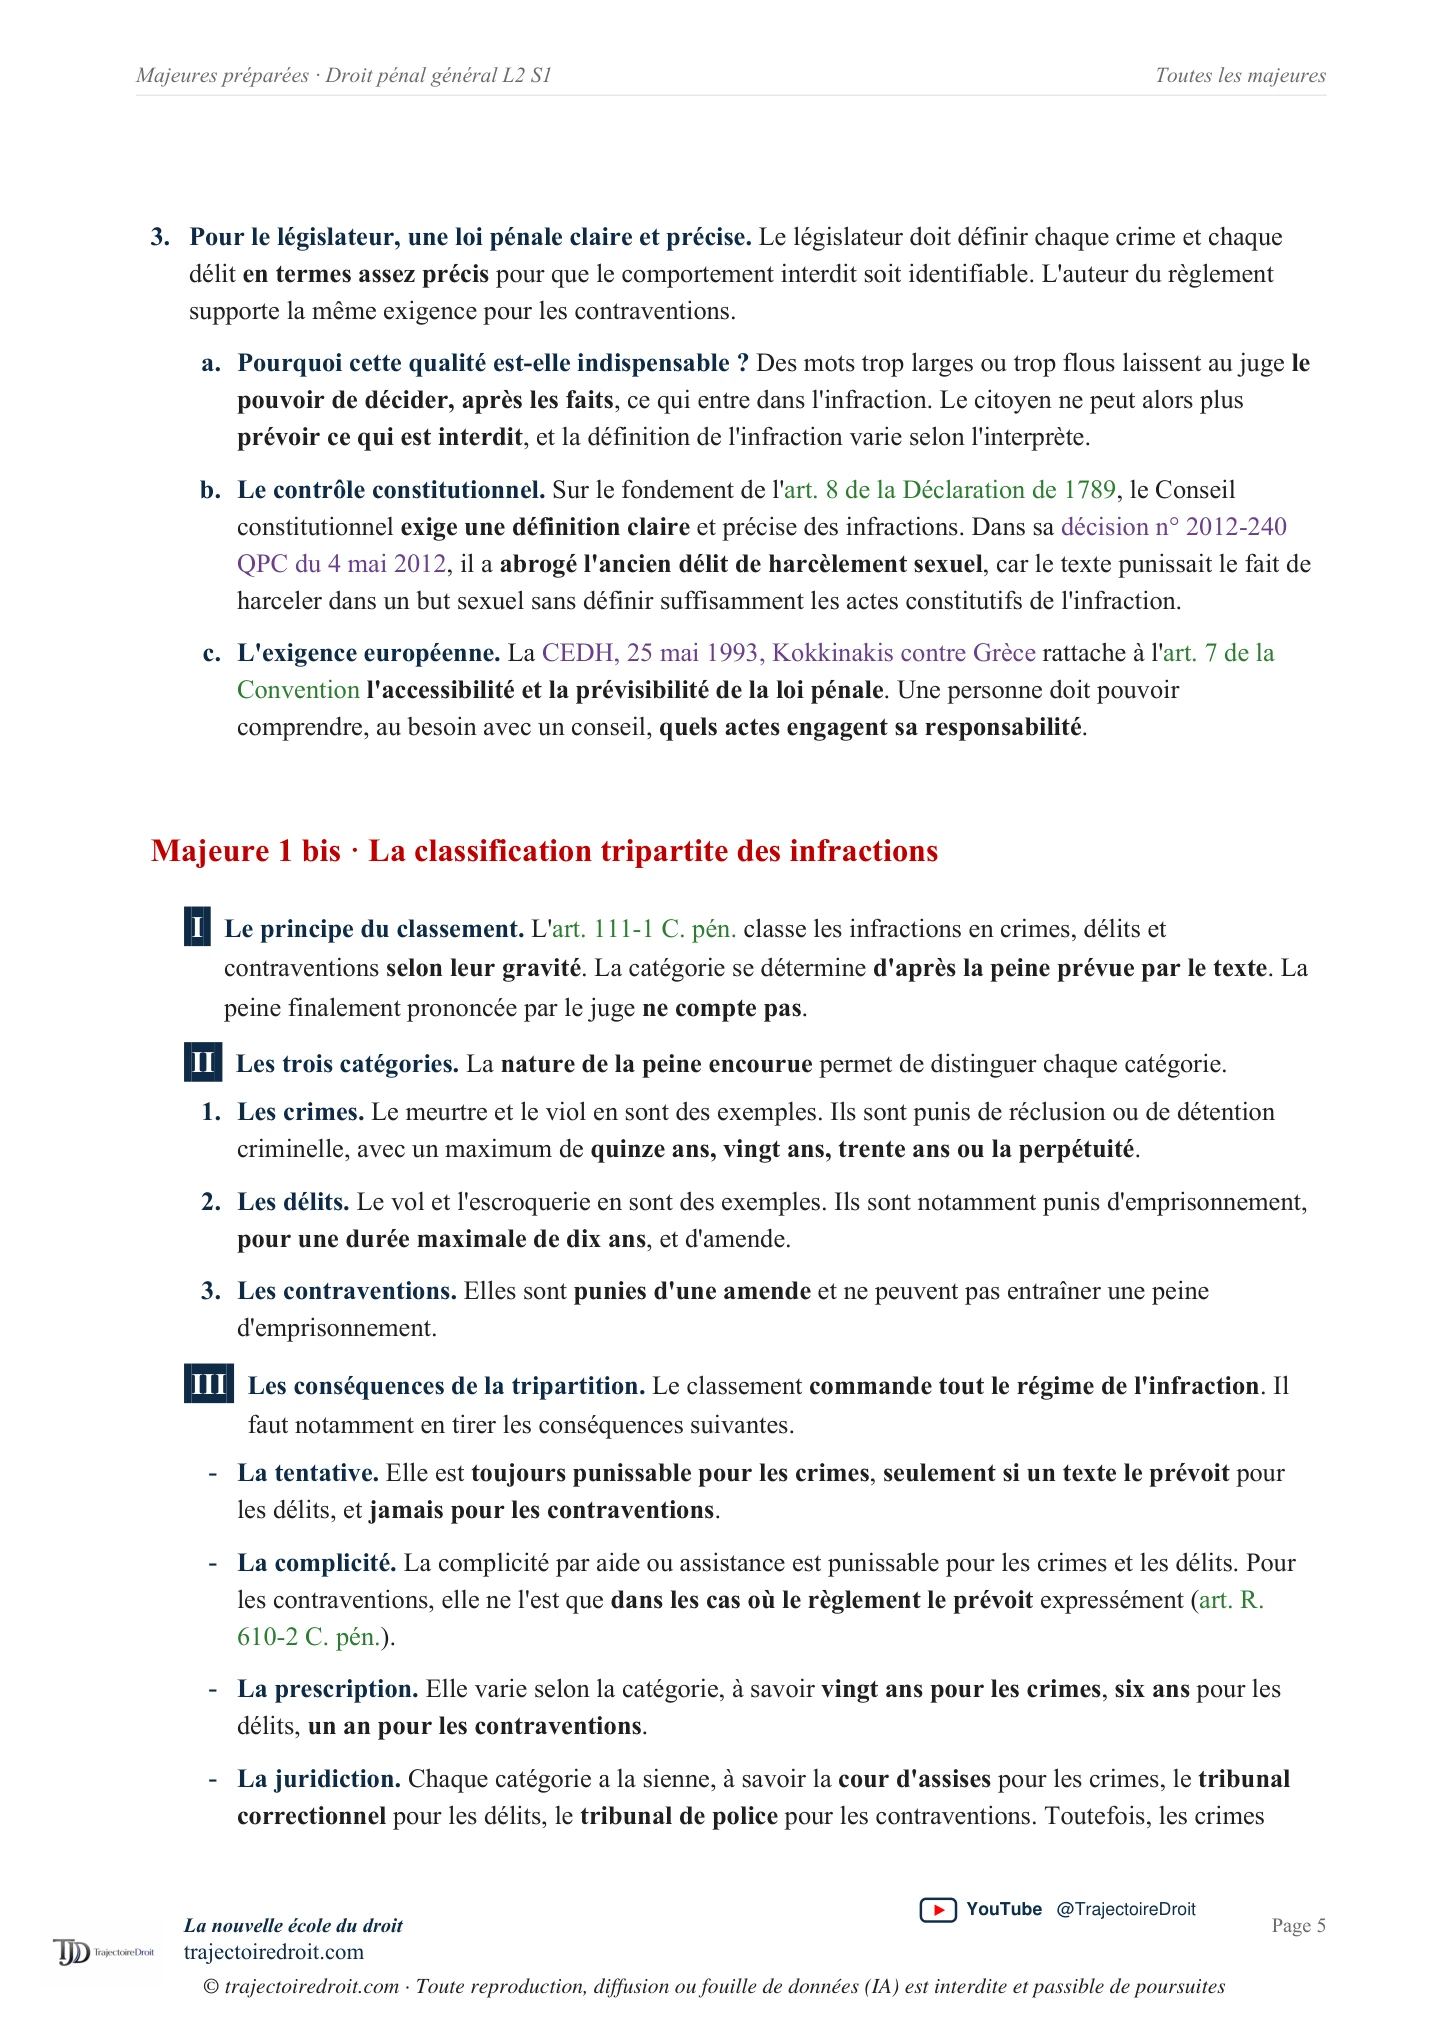 Majeures préparées · Droit pénal général L2 S1
Toutes les majeures
3. Pour le législateur, une loi pénale claire et précise. Le législateur doit définir chaque crime et chaque
délit en termes assez précis pour que le comportement interdit soit identifiable. L'auteur du règlement
supporte la même exigence pour les contraventions.
a. Pourquoi cette qualité est-elle indispensable ? Des mots trop larges ou trop flous laissent au juge le
pouvoir de décider, après les faits, ce qui entre dans l'infraction. Le citoyen ne peut alors plus
prévoir ce qui est interdit, et la définition de l'infraction varie selon l'interprète.
b. Le contrôle constitutionnel. Sur le fondement de l'art. 8 de la Déclaration de 1789, le Conseil
constitutionnel exige une définition claire et précise des infractions. Dans sa décision n° 2012-240
QPC du 4 mai 2012, il a abrogé l'ancien délit de harcèlement sexuel, car le texte punissait le fait de
harceler dans un but sexuel sans définir suffisamment les actes constitutifs de l'infraction.
c. L'exigence européenne. La CEDH, 25 mai 1993, Kokkinakis contre Grèce rattache à l'art. 7 de la
Convention l'accessibilité et la prévisibilité de la loi pénale. Une personne doit pouvoir
comprendre, au besoin avec un conseil, quels actes engagent sa responsabilité.
Majeure 1 bis · La classification tripartite des infractions
I Le principe du classement. L'art. 111-1 C. pén. classe les infractions en crimes, délits et
contraventions selon leur gravité. La catégorie se détermine d'après la peine prévue par le texte. La
peine finalement prononcée par le juge ne compte pas.
II Les trois catégories. La nature de la peine encourue permet de distinguer chaque catégorie.
1. Les crimes. Le meurtre et le viol en sont des exemples. Ils sont punis de réclusion ou de détention
criminelle, avec un maximum de quinze ans, vingt ans, trente ans ou la perpétuité.
2. Les délits. Le vol et l'escroquerie en sont des exemples. Ils sont notamment punis d'emprisonnement,
pour une durée maximale de dix ans, et d'amende.
3. Les contraventions. Elles sont punies d'une amende et ne peuvent pas entraîner une peine
d'emprisonnement.
III Les conséquences de la tripartition. Le classement commande tout le régime de l'infraction. Il
faut notamment en tirer les conséquences suivantes.
- La tentative. Elle est toujours punissable pour les crimes, seulement si un texte le prévoit pour
les délits, et jamais pour les contraventions.
- La complicité. La complicité par aide ou assistance est punissable pour les crimes et les délits. Pour
les contraventions, elle ne l'est que dans les cas où le règlement le prévoit expressément (art. R.
610-2 C. pén.).
- La prescription. Elle varie selon la catégorie, à savoir vingt ans pour les crimes, six ans pour les
délits, un an pour les contraventions.
- La juridiction. Chaque catégorie a la sienne, à savoir la cour d'assises pour les crimes, le tribunal
correctionnel pour les délits, le tribunal de police pour les contraventions. Toutefois, les crimes
YouTube @TrajectoireDroit
La nouvelle école du droit
Page 5
TJD TrajectoireDroit
trajectoiredroit.com
© trajectoiredroit.com · Toute reproduction, diffusion ou fouille de données (IA) est interdite et passible de poursuites